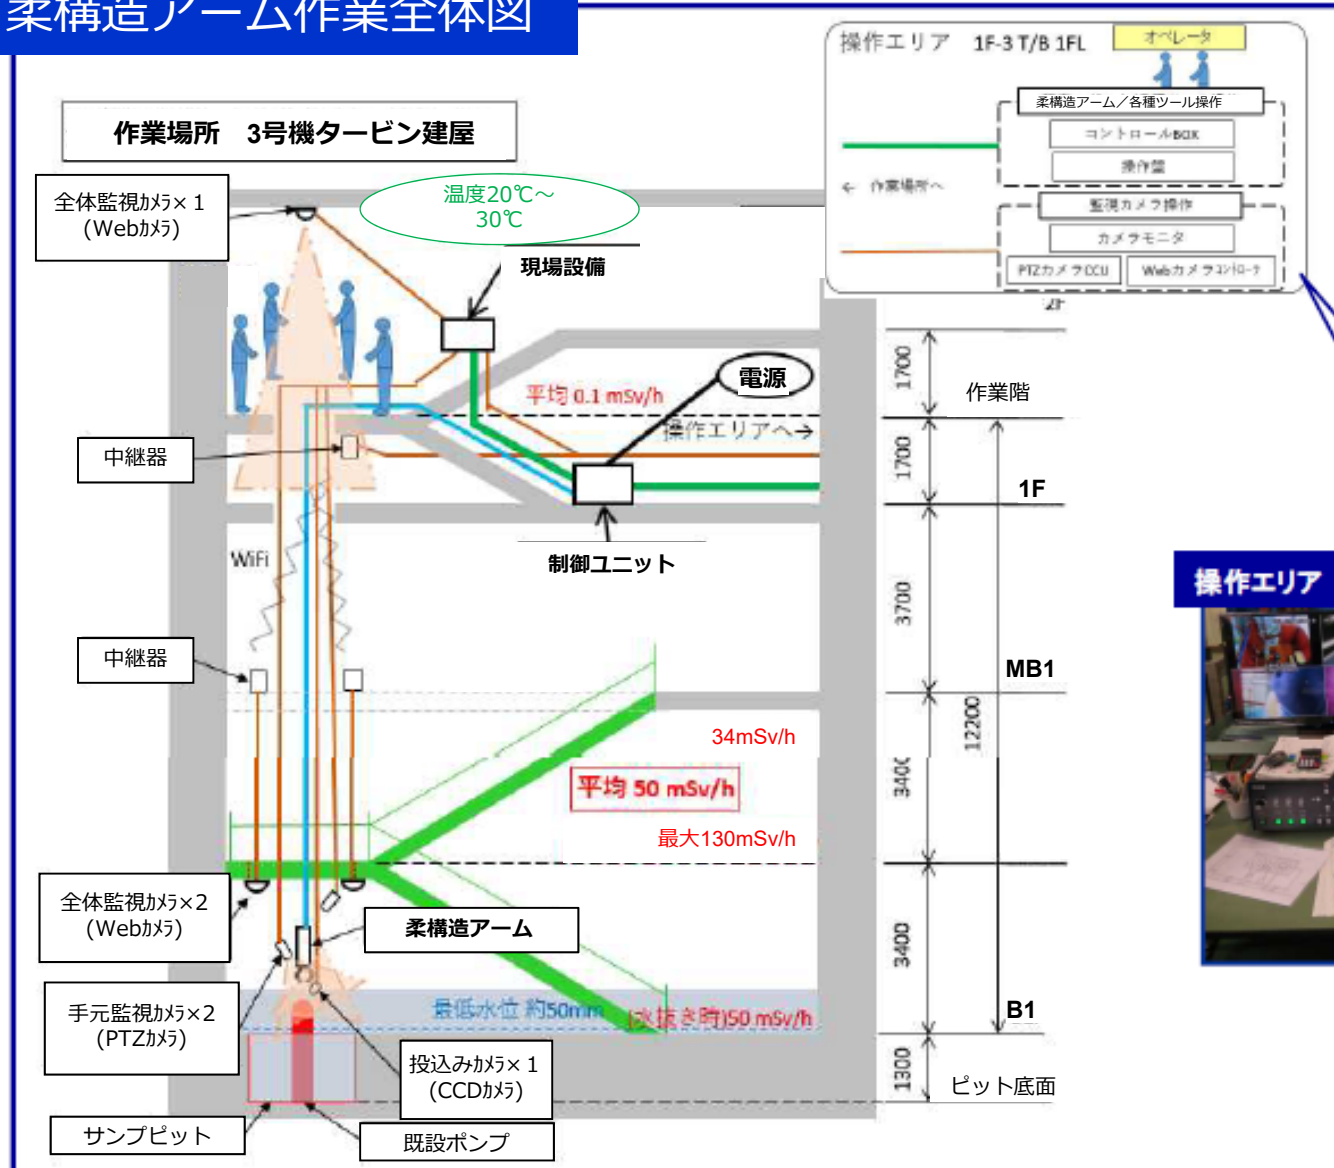 柔構造アーム作業全体図
操作エリア 1F-3 T/B 1FL
オペレータ
柔構造アーム／各種ツール操作
コントロールBOX
操作盤
← 作業場所へ
監視カメラ操作
カメラモニタ
PTZカメラCCU
Webカメラコントローラ
作業場所 3号機タービン建屋
全体監視ｶﾒﾗ×１
(Webｶﾒﾗ)
温度20℃～
30℃
現場設備
電源
平均 0.1 mSv/h
操作エリアへ→
中継器
制御ユニット
WiFi
中継器
34mSv/h
平均 50 mSv/h
最大130mSv/h
全体監視ｶﾒﾗ×2
(Webｶﾒﾗ)
柔構造アーム
手元監視ｶﾒﾗ×2
(PTZｶﾒﾗ)
最低水位 約50mm
(水抜き時)50 mSv/h
投込みｶﾒﾗ×１
(CCDｶﾒﾗ)
サンプピット
既設ポンプ
2F
1700
作業階
1700
1F
3700
MB1
12200
3400
3400
B1
1300
ピット底面
操作エリア